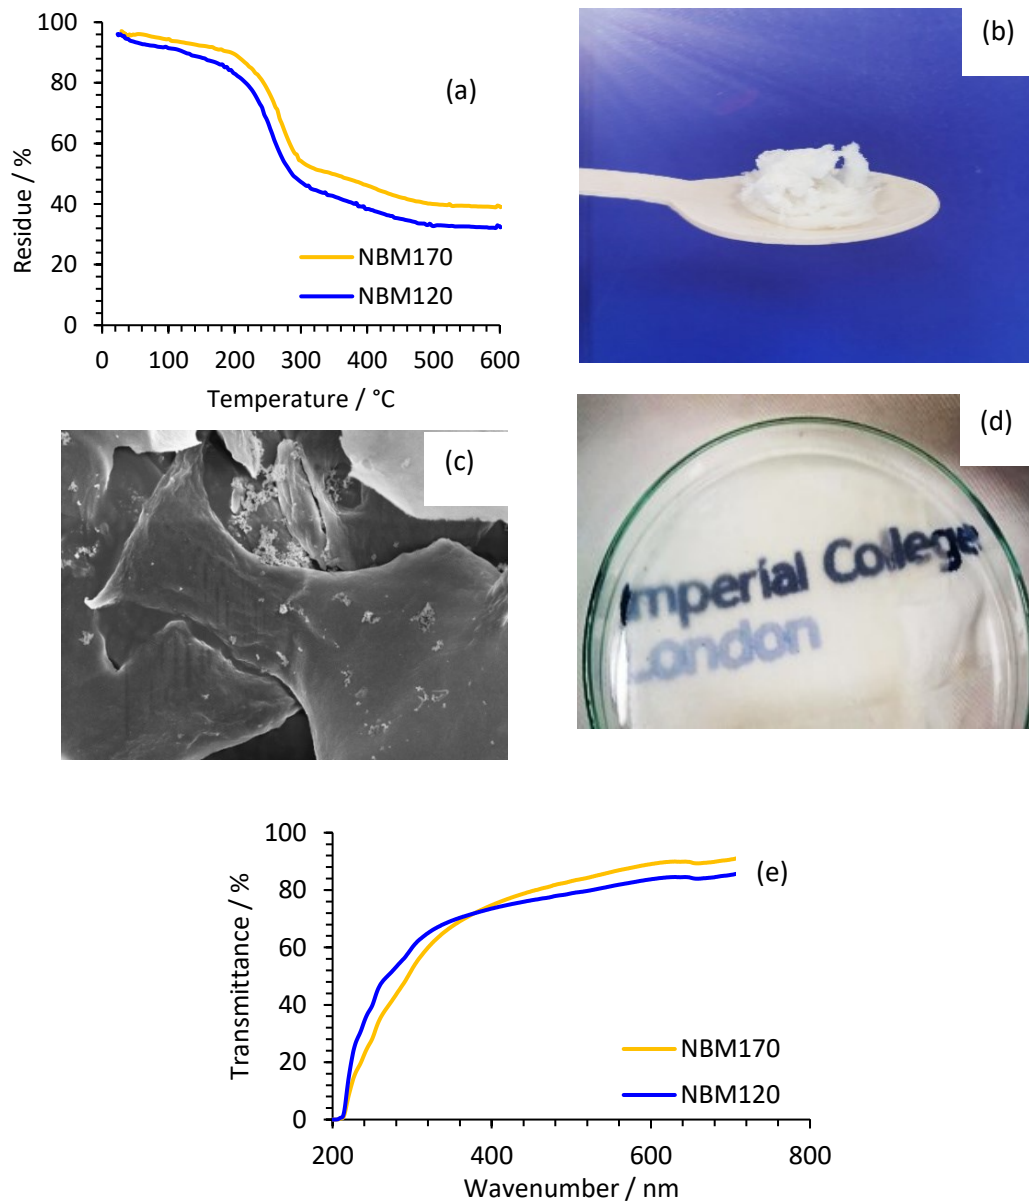 100
80
60
40
20
0
Residue / %
(a)
NBM170
NBM120
0 100 200 300 400 500 600
Temperature / °C
(b)
(c)
(d)
Imperial College
London
100
80
60
40
20
0
Transmittance / %
(e)
NBM170
NBM120
200 400 600 800
Wavenumber / nm